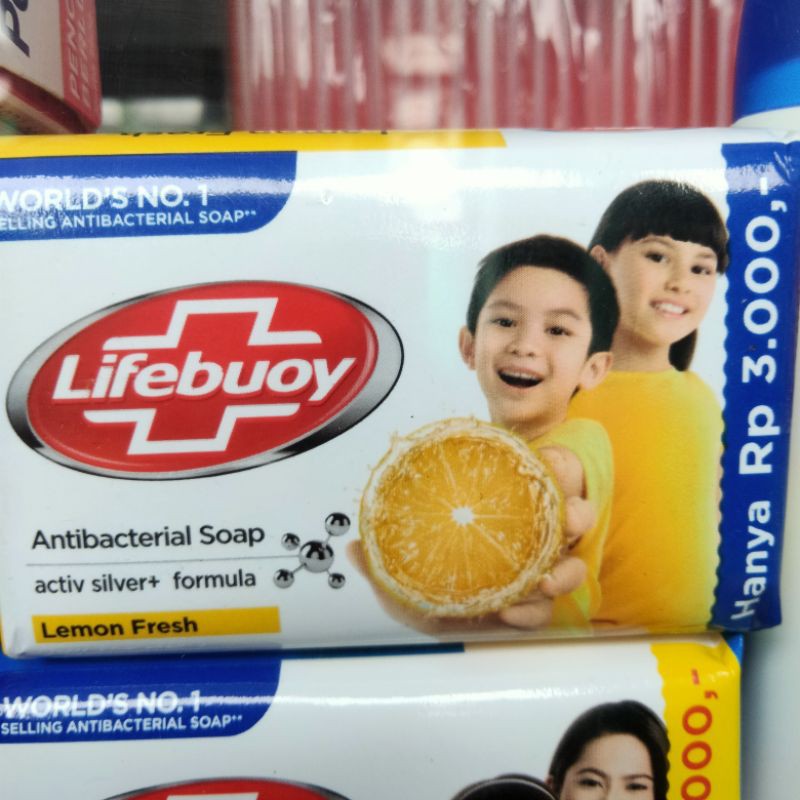 WORLD'S NO. 1
SELLING ANTIBACTERIAL SOAP**
Lifebuoy
Antibacterial Soap
activ silver+ formula
Lemon Fresh
Hanya Rp 3.000,-
WORLD'S NO. 1
SELLING ANTIBACTERIAL SOAP**
000,-